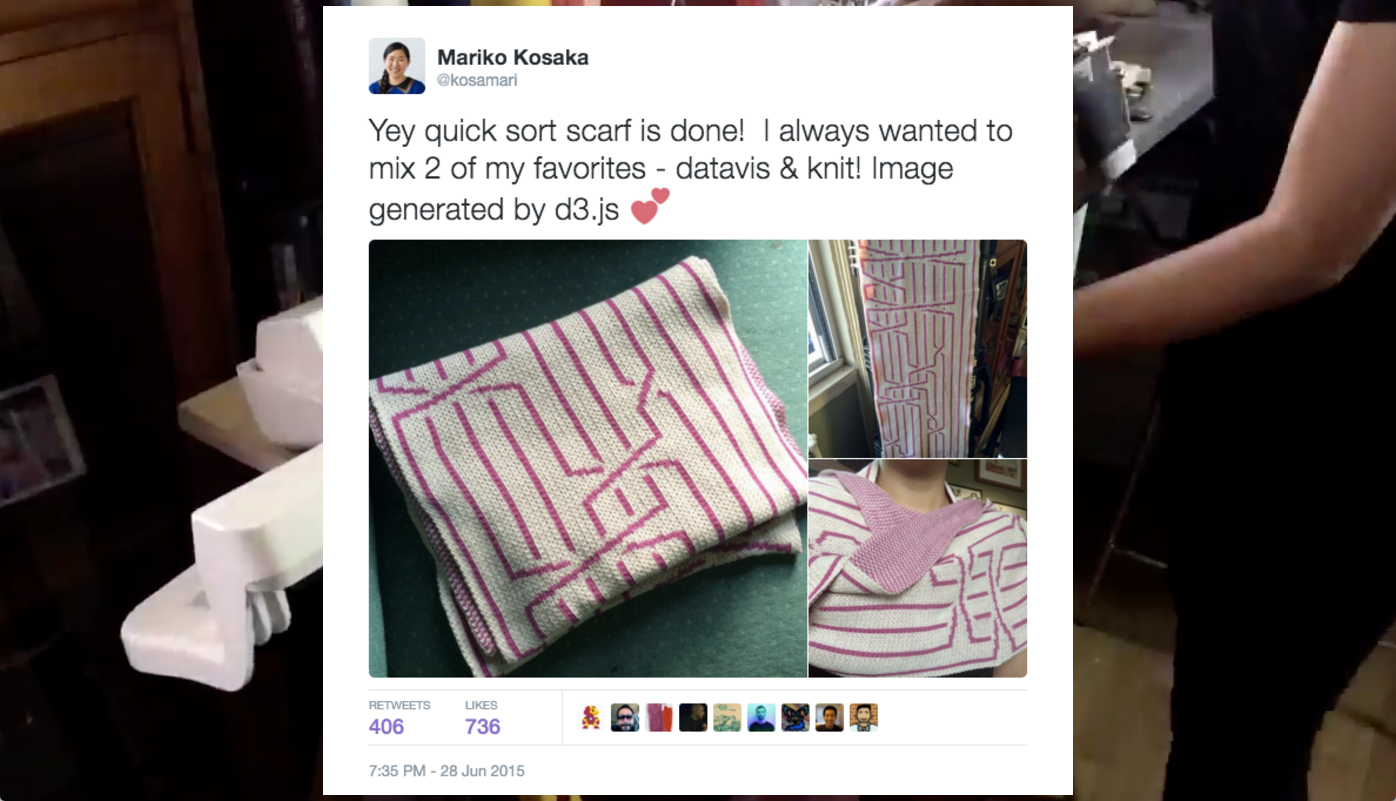 Mariko Kosaka
@kosamari
Yey quick sort scarf is done!  I always wanted to
mix 2 of my favorites - datavis & knit! Image
generated by d3.js 💕
RETWEETS LIKES
406 736
7:35 PM - 28 Jun 2015